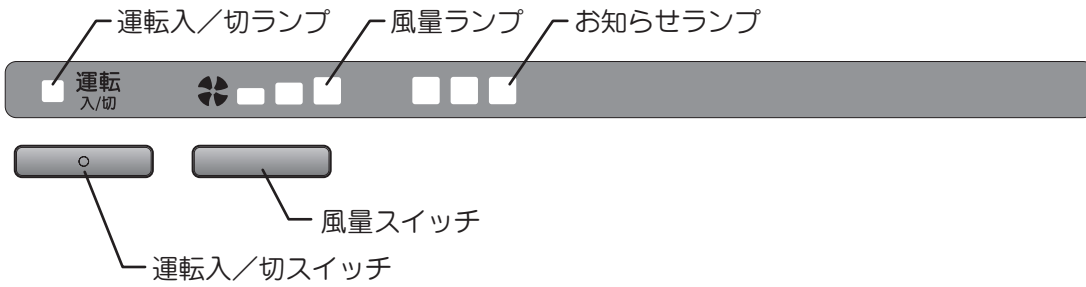 運転入／切ランプ
風量ランプ
お知らせランプ
運転
入/切
風量スイッチ
運転入／切スイッチ